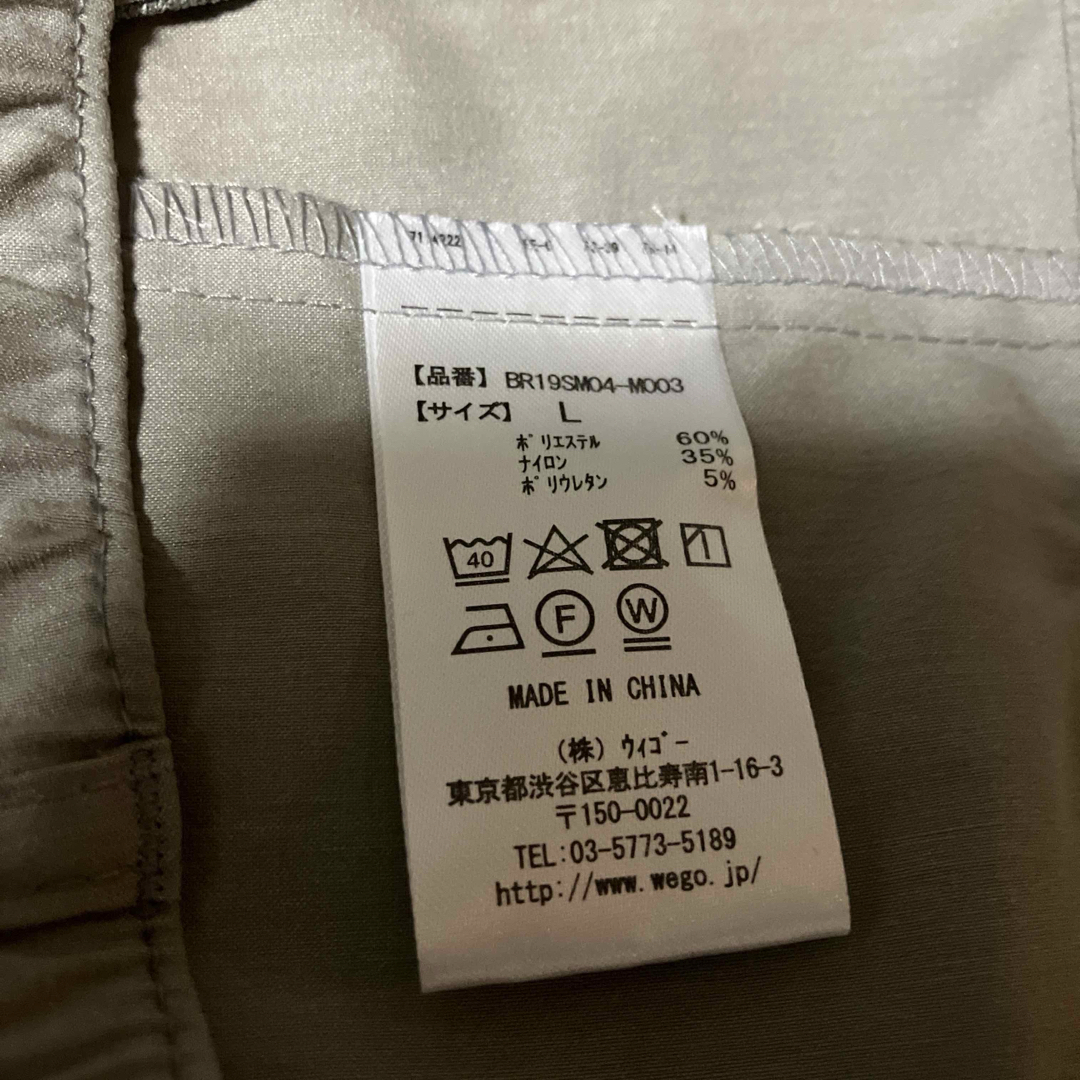 【品番】 BR19SM04-M003
【サイズ】 L
ポリエステル 60%
ナイロン 35%
ポリウレタン 5%
40
F W
MADE IN CHINA
(株) ウィゴー
東京都渋谷区恵比寿南1-16-3
〒150-0022
TEL:03-5773-5189
http://www.wego.jp/